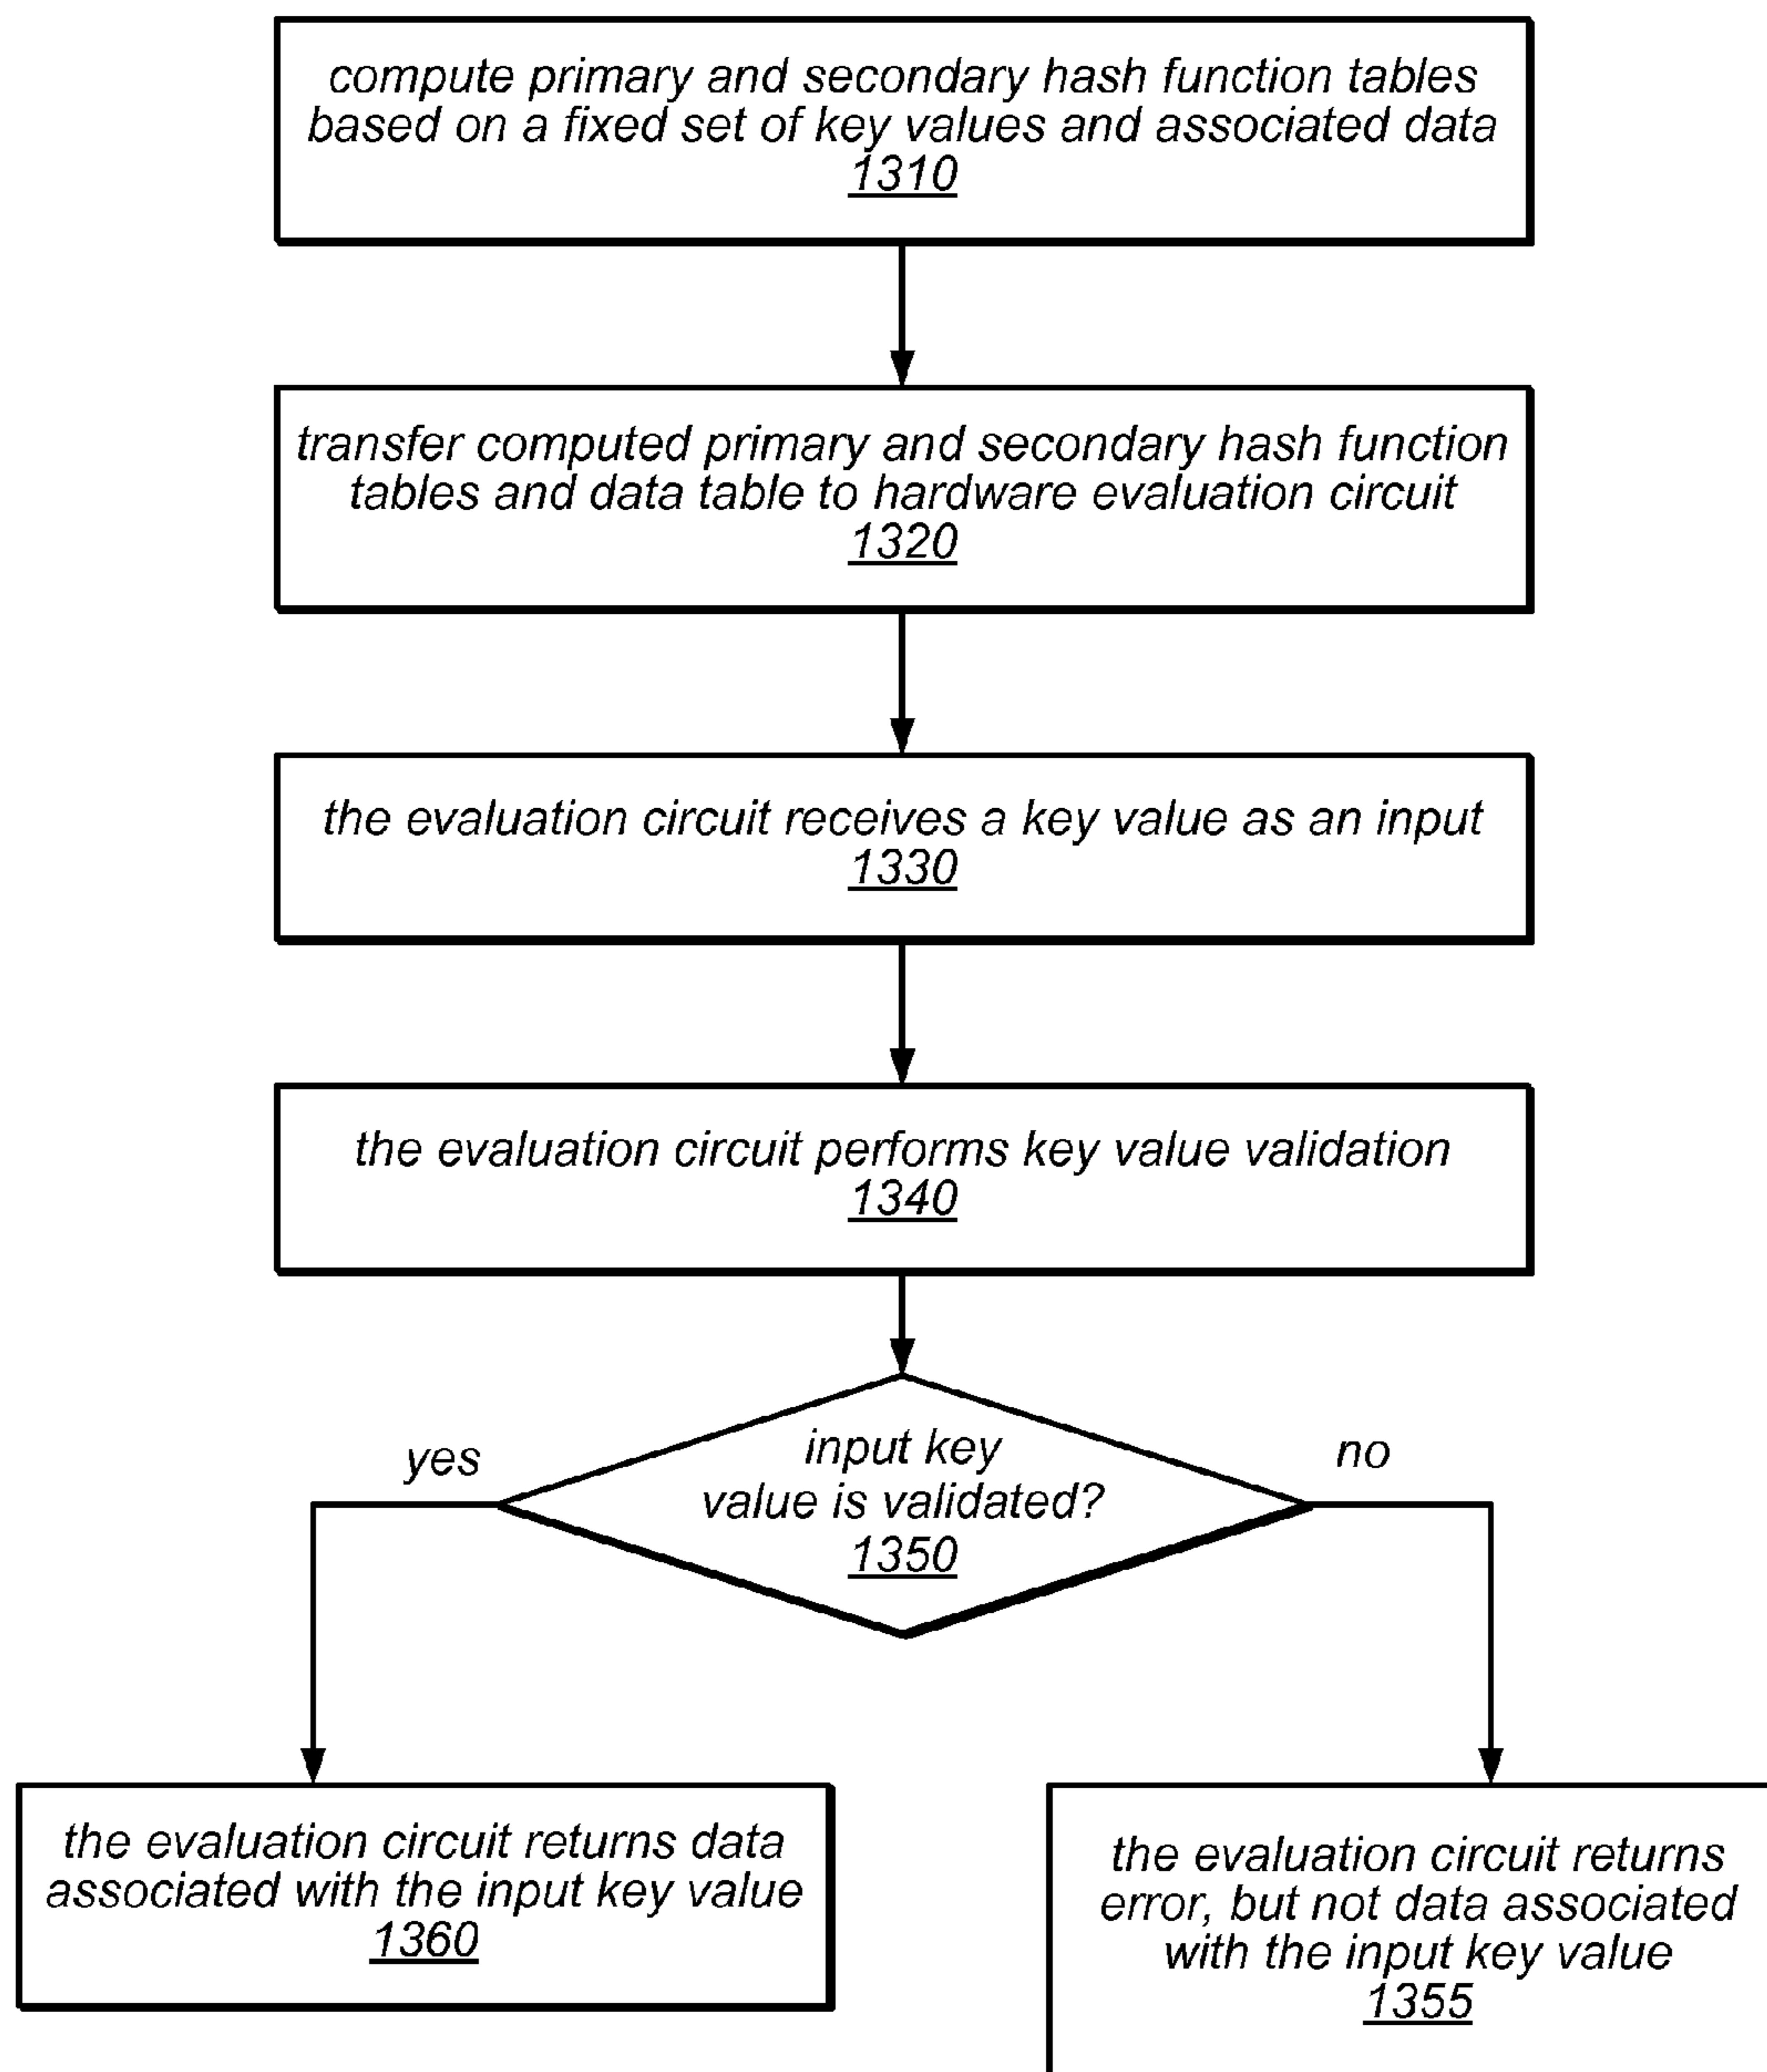 compute primary and secondary hash function tables
based on a fixed set of key values and associated data
1310
transfer computed primary and secondary hash function
tables and data table to hardware evaluation circuit
1320
the evaluation circuit receives a key value as an input
1330
the evaluation circuit performs key value validation
1340
yes
input key
value is validated?
1350
no
the evaluation circuit returns data
associated with the input key value
1360
the evaluation circuit returns
error, but not data associated
with the input key value
1355